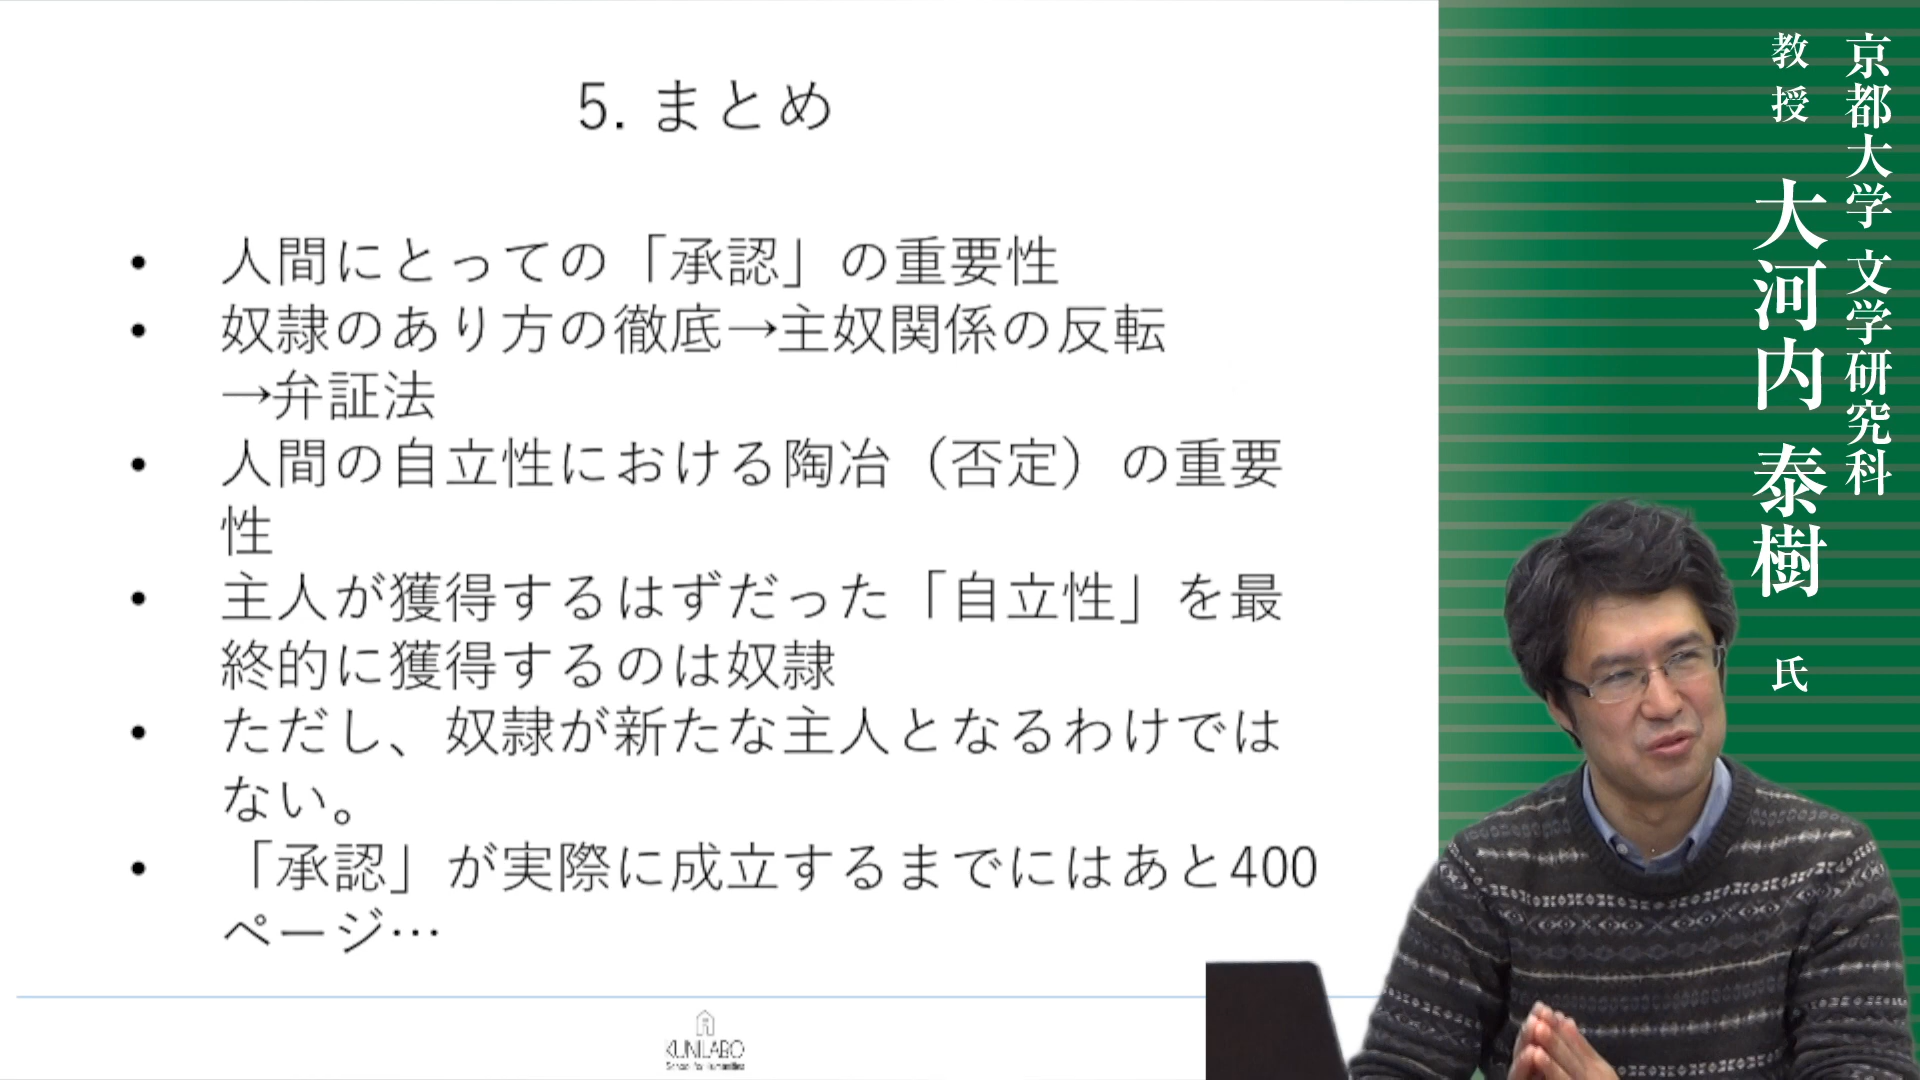 5. まとめ
• 人間にとっての「承認」の重要性
• 奴隷のあり方の徹底→主奴関係の反転
→弁証法
• 人間の自立性における陶冶（否定）の重要
性
• 主人が獲得するはずだった「自立性」を最
終的に獲得するのは奴隷
• ただし、奴隷が新たな主人となるわけでは
ない。
• 「承認」が実際に成立するまでにはあと400
ページ…
KUNILABO
School for Humanities
京都大学 文学研究科
教授 大河内 泰樹 氏